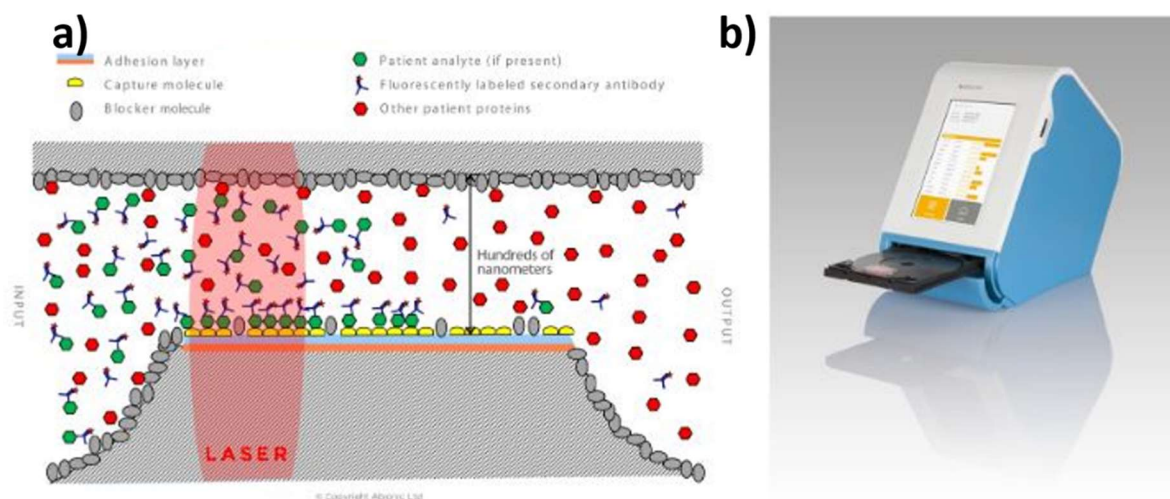 a)
b)
Adhesion layer
Capture molecule
Blocker molecule
Patient analyte (if present)
Fluorescently labeled secondary antibody
Other patient proteins
INPUT
Hundreds of
nanometers
OUTPUT
LASER
© Copyright Abionic Ltd